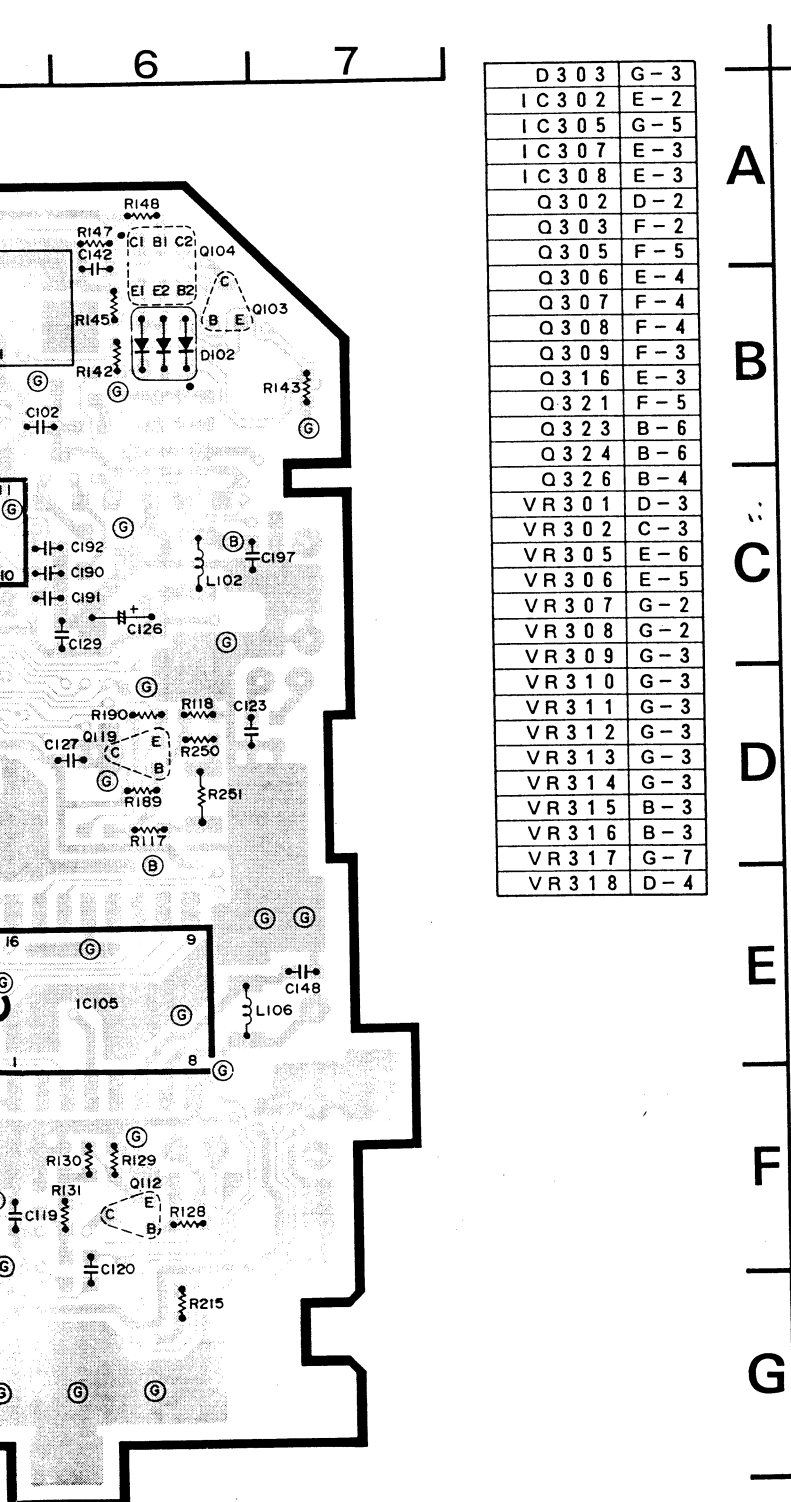 6 7
D303 G-3
IC302 E-2
IC305 G-5
IC307 E-3
IC308 E-3
Q302 D-2
Q303 F-2
Q305 F-5
Q306 E-4
Q307 F-4
Q308 F-4
Q309 F-3
Q316 E-3
Q321 F-5
Q323 B-6
Q324 B-6
Q326 B-4
VR301 D-3
VR302 C-3
VR305 E-6
VR306 E-5
VR307 G-2
VR308 G-2
VR309 G-3
VR310 G-3
VR311 G-3
VR312 G-3
VR313 G-3
VR314 G-3
VR315 B-3
VR316 B-3
VR317 G-7
VR318 D-4
A
B
C
D
E
F
G
R148
R147
C1 B1 C2
Q104
C142
C
E1 E2 B2
Q103
R145
B E
D102
R142
G
G
R143
C102
G
11
G
G
C192
B
C197
10
C190
L102
C191
C126
+
C129
G
G
R190
R118
C123
Q119
E
C
C127
R250
B
G
R189
R251
R117
B
G G
16
9
G
G
C148
IC105
L106
G
1
8
G
G
R130
R129
R131
Q112
E
C119
C
R128
B
G
C120
R215
G
G
G